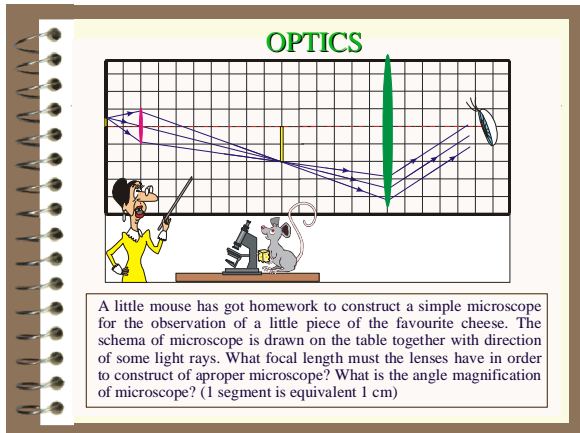 OPTICS
A little mouse has got homework to construct a simple microscope
for the observation of a little piece of the favourite cheese. The
schema of microscope is drawn on the table together with direction
of some light rays. What focal length must the lenses have in order
to construct of aproper microscope? What is the angle magnification
of microscope? (1 segment is equivalent 1 cm)